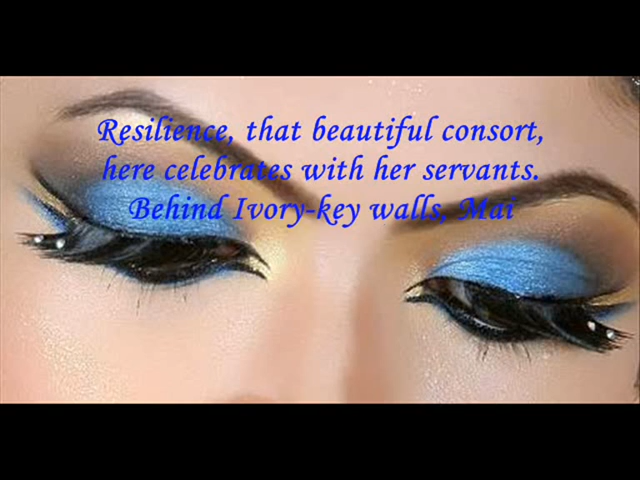 Resilience, that beautiful consort,
here celebrates with her servants.
Behind Ivory-key walls, Mai